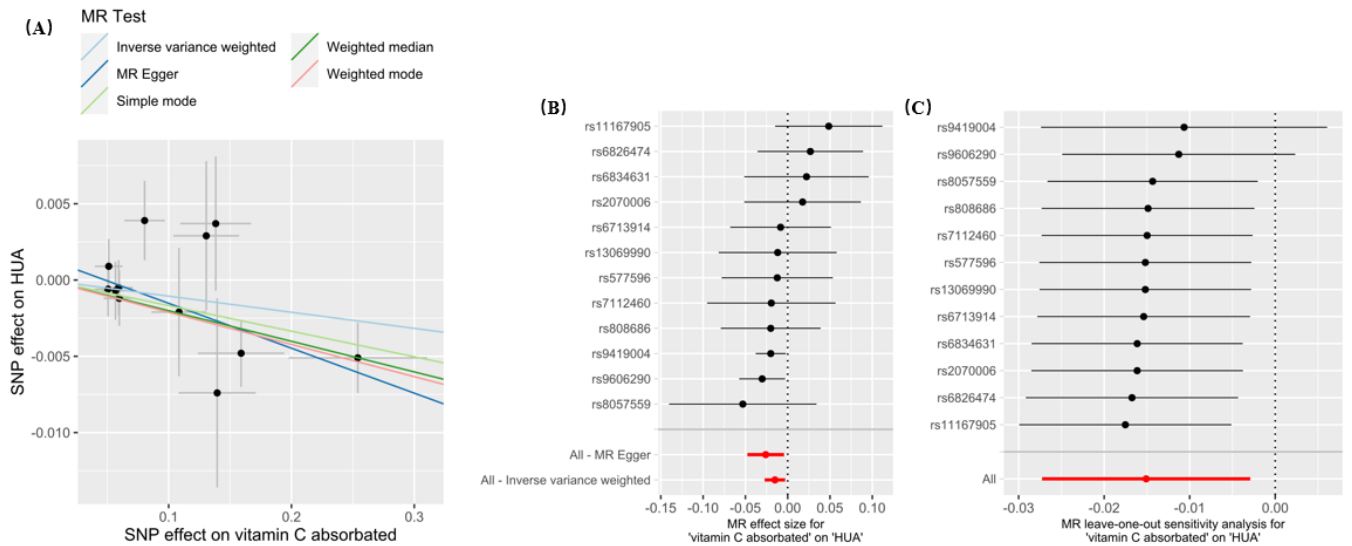 (A)
MR Test
Inverse variance weighted
MR Egger
Simple mode
Weighted median
Weighted mode
SNP effect on HUA
0.005
0.000
-0.005
-0.010
0.1
0.2
0.3
SNP effect on vitamin C absorbated
(B)
rs11167905
rs6826474
rs6834631
rs2070006
rs6713914
rs13069990
rs577596
rs7112460
rs808686
rs9419004
rs9606290
rs8057559
All - MR Egger
All - Inverse variance weighted
-0.15
-0.10
-0.05
0.00
0.05
0.10
MR effect size for
'vitamin C absorbated' on 'HUA'
(C)
rs9419004
rs9606290
rs8057559
rs808686
rs7112460
rs577596
rs13069990
rs6713914
rs6834631
rs2070006
rs6826474
rs11167905
All
-0.03
-0.02
-0.01
0.00
MR leave-one-out sensitivity analysis for
'vitamin C absorbated' on 'HUA'